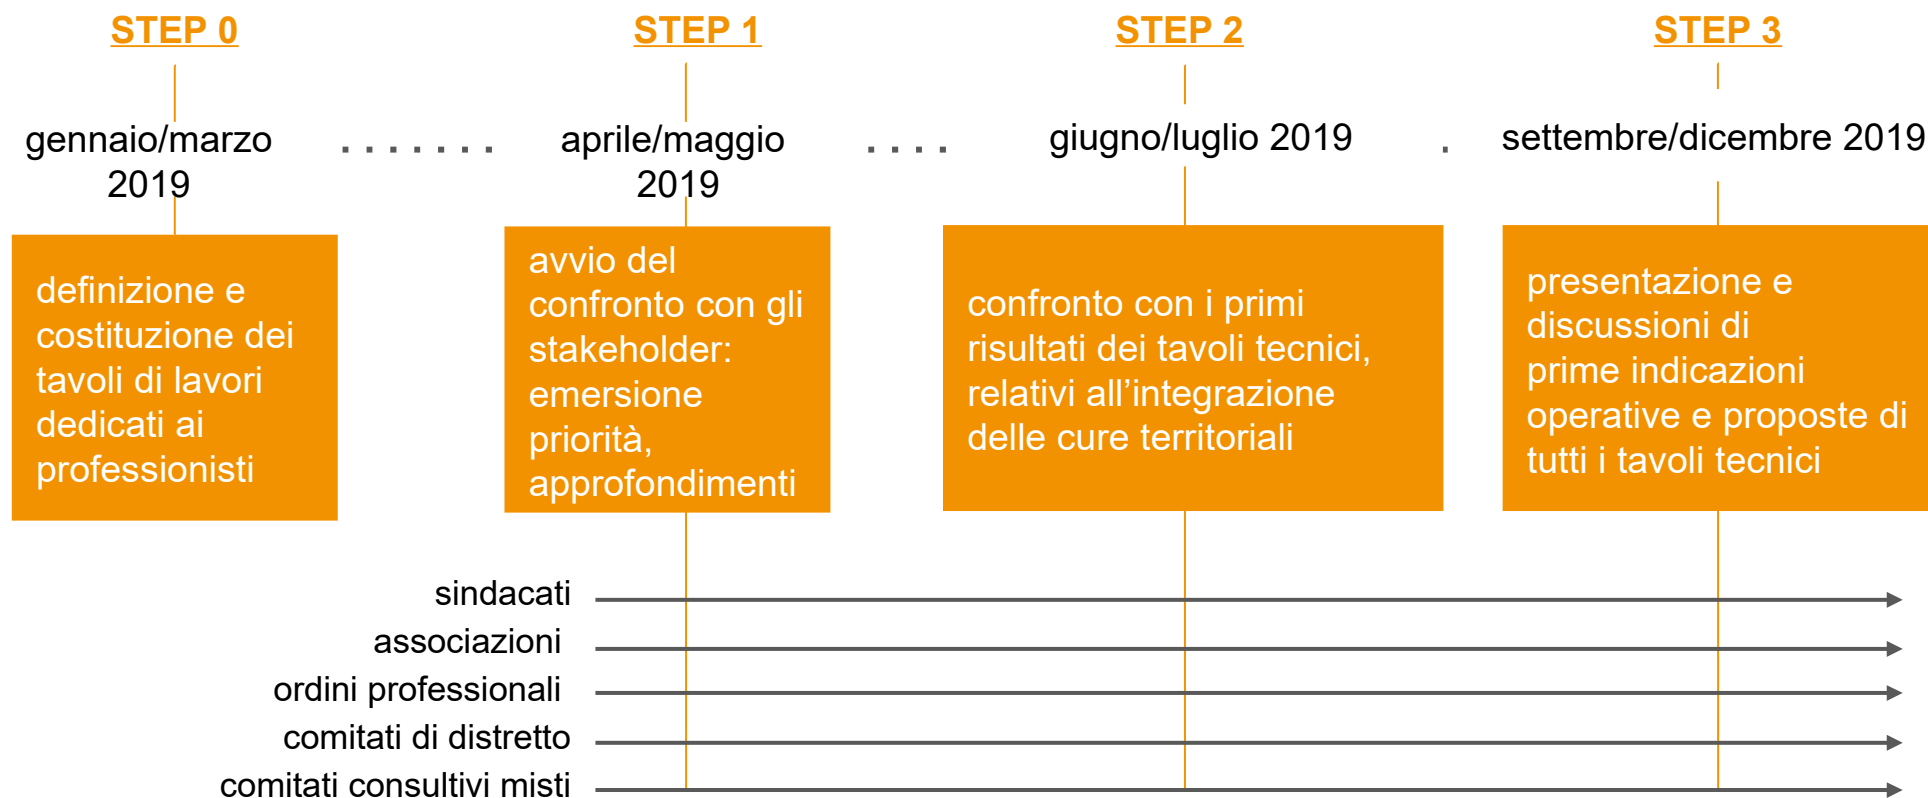 STEP 0
STEP 1
STEP 2
STEP 3
gennaio/marzo
2019
aprile/maggio
2019
giugno/luglio 2019
settembre/dicembre 2019
definizione e
costituzione dei
tavoli di lavori
dedicati ai
professionisti
avvio del
confronto con gli
stakeholder:
emersione
priorità,
approfondimenti
confronto con i primi
risultati dei tavoli tecnici,
relativi all’integrazione
delle cure territoriali
presentazione e
discussioni di
prime indicazioni
operative e proposte di
tutti i tavoli tecnici
sindacati
associazioni
ordini professionali
comitati di distretto
comitati consultivi misti